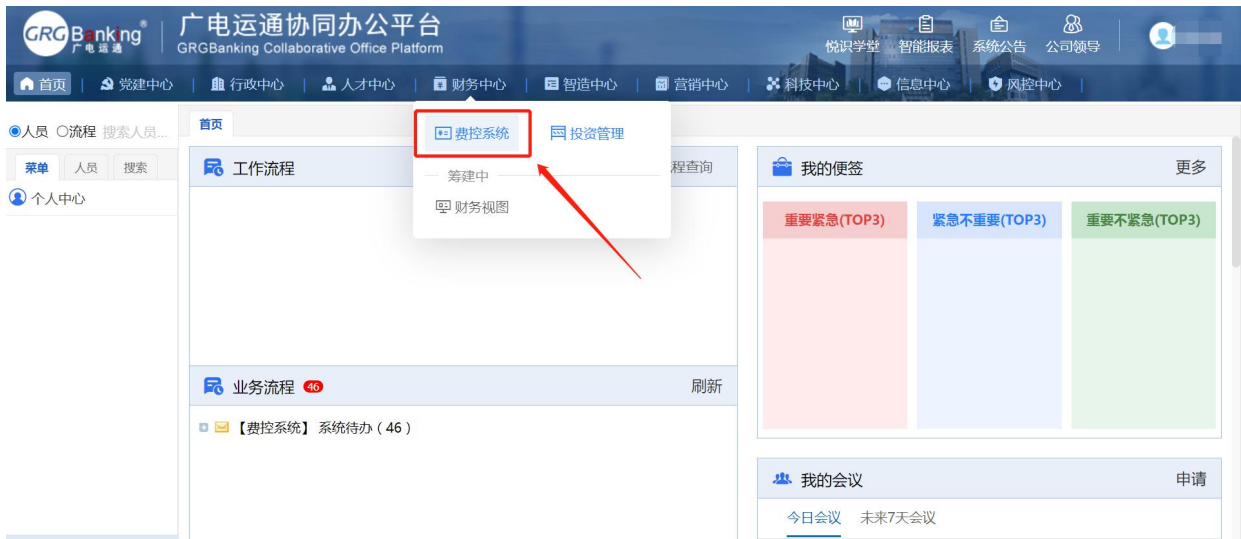 GRGBanking® 广电运通协同办公平台
广电运通 GRGBanking Collaborative Office Platform
悦识学堂 智能报表 系统公告 公司领导
首页 党建中心 行政中心 人才中心 财务中心 智造中心 营销中心 科技中心 信息中心 风控中心
人员 流程 搜索人员...
首页
费控系统 投资管理
菜单 人员 搜索
工作流程 程查询
筹建中
个人中心
财务视图
我的便签 更多
重要紧急(TOP3) 紧急不重要(TOP3) 重要不紧急(TOP3)
业务流程 46 刷新
【费控系统】 系统待办 ( 46 )
我的会议 申请
今日会议 未来7天会议